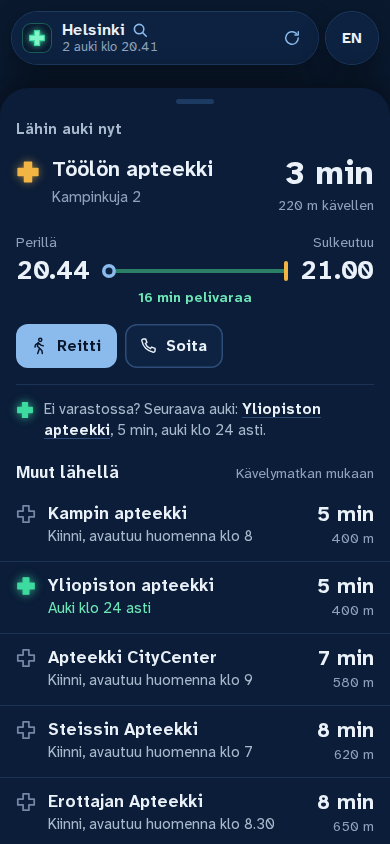 Helsinki
2 auki klo 20.41
EN
Lähin auki nyt
Töölön apteekki
3 min
Kampinkuja 2
220 m kävellen
Perillä
Sulkeutuu
20.44
21.00
16 min pelivaraa
Reitti
Soita
Ei varastossa? Seuraava auki: Yliopiston
apteekki, 5 min, auki klo 24 asti.
Muut lähellä
Kävelymatkan mukaan
Kampin apteekki
5 min
Kiinni, avautuu huomenna klo 8
400 m
Yliopiston apteekki
5 min
Auki klo 24 asti
400 m
Apteekki CityCenter
7 min
Kiinni, avautuu huomenna klo 9
580 m
Steissin Apteekki
8 min
Kiinni, avautuu huomenna klo 7
620 m
Erottajan Apteekki
8 min
Kiinni, avautuu huomenna klo 8.30
650 m